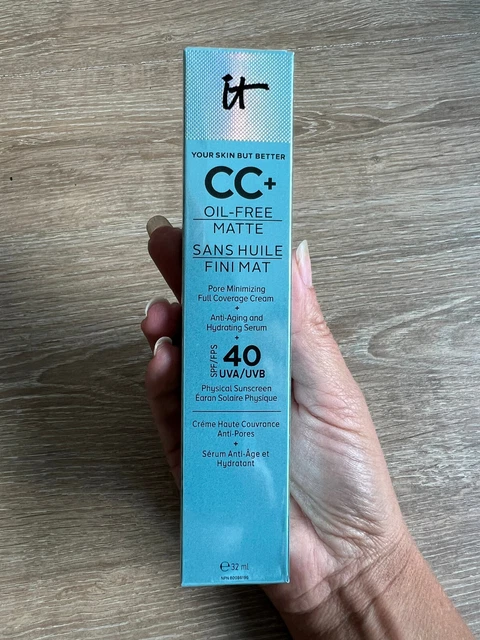 it
YOUR SKIN BUT BETTER
CC+
OIL-FREE
MATTE
SANS HUILE
FINI MAT
Pore Minimizing
Full Coverage Cream
+
Anti-Aging and
Hydrating Serum
+
SPF/FPS 40
UVA/UVB
Physical Sunscreen
Écran Solaire Physique
Crème Haute Couvrance
Anti-Pores
+
Sérum Anti-Âge et
Hydratant
℮ 32 ml